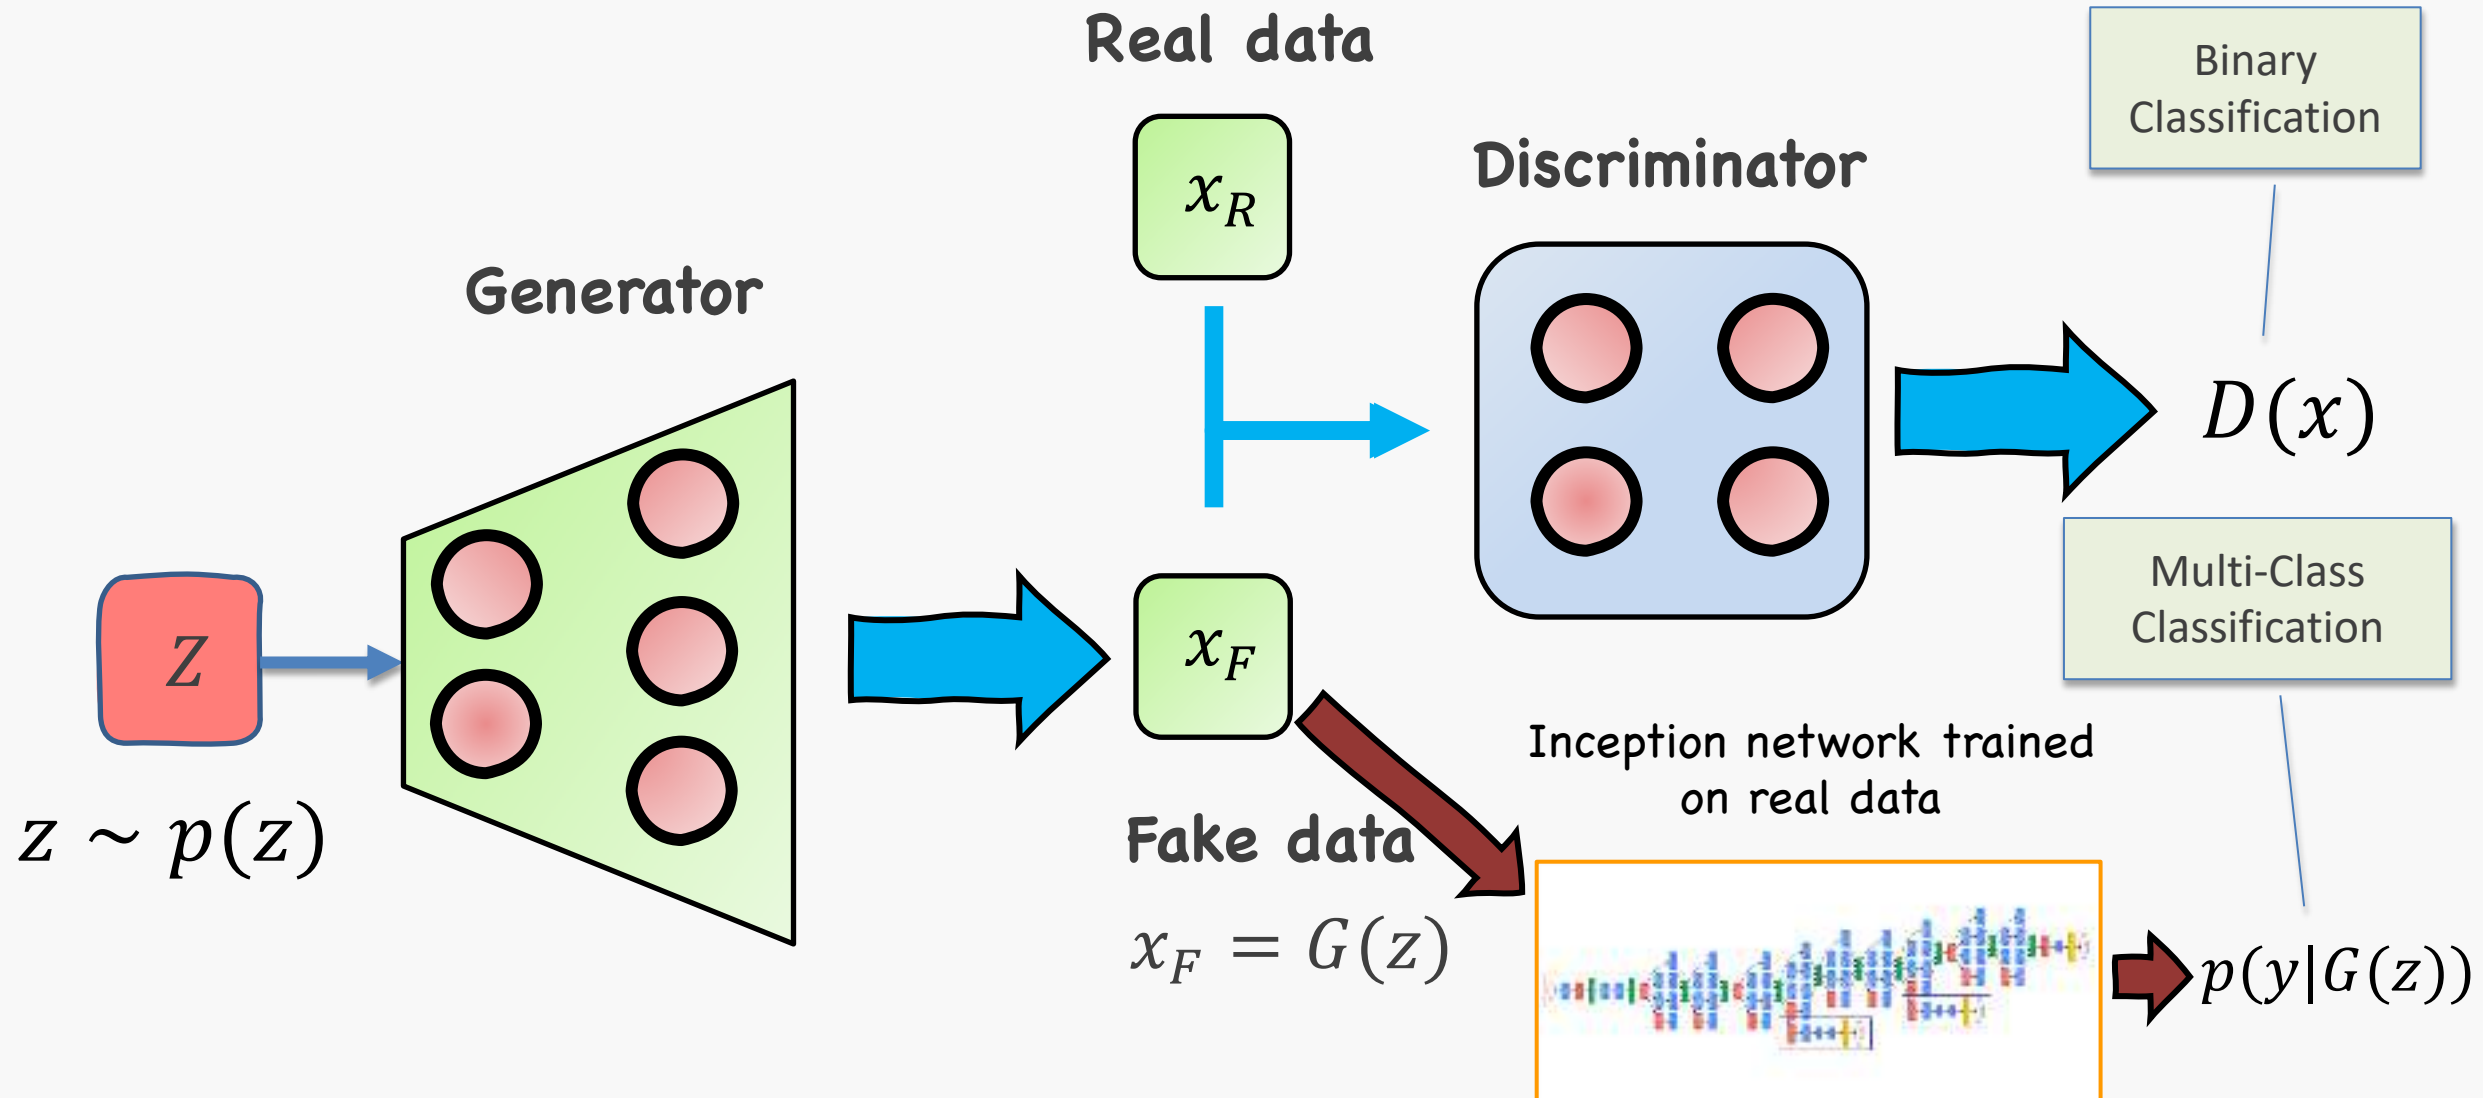 Real data
Binary
Classification
x_R
Discriminator
Generator
D(x)
Multi-Class
Classification
Z
x_F
Inception network trained
on real data
z ~ p(z)
Fake data
x_F = G(z)
p(y|G(z))